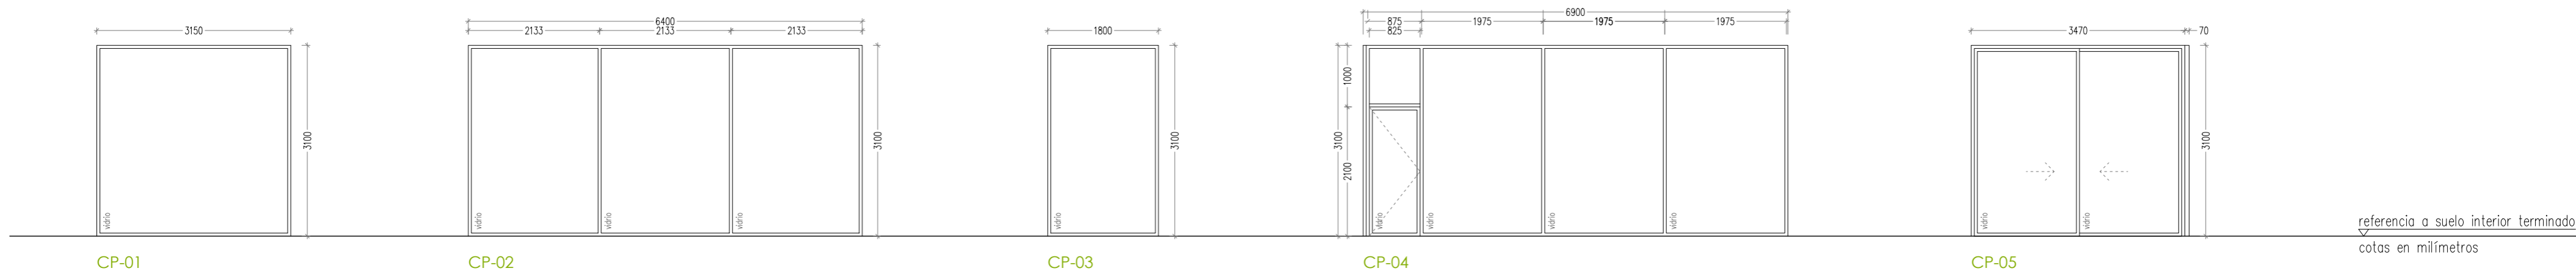 3150
3100
vidrio
CP-01
6400
2133 2133 2133
3100
vidrio vidrio vidrio
CP-02
1800
3100
vidrio
CP-03
6900
875 1975 1975 1975
825
1000
3100
2100
vidrio vidrio vidrio vidrio
CP-04
3470 70
3100
vidrio vidrio
CP-05
referencia a suelo interior terminado
cotas en milímetros